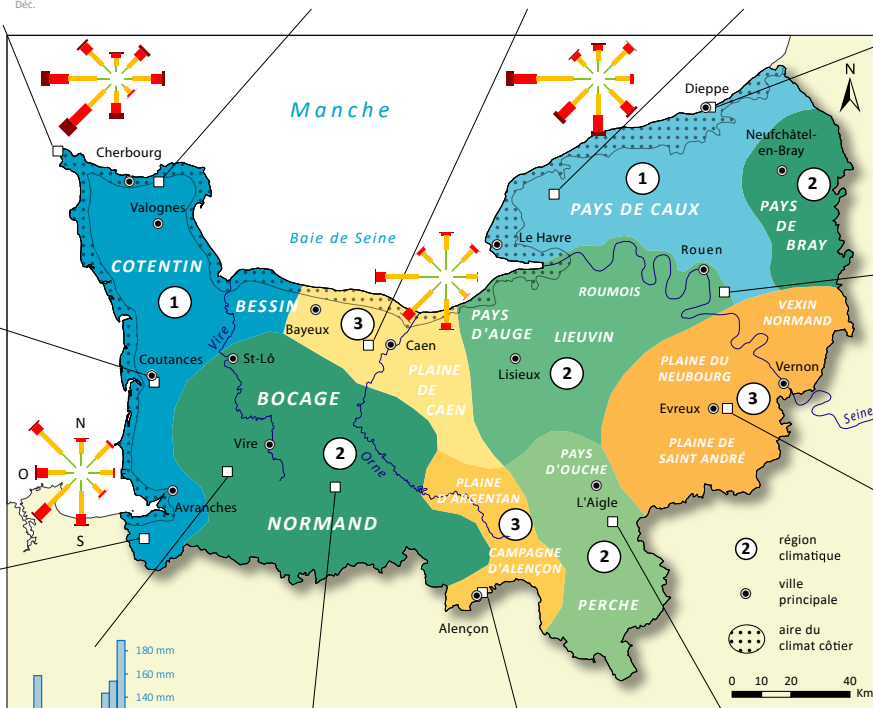 Déc.
Manche
Dieppe
N
Cherbourg
Neufchâtel-
en-Bray
1
2
Valognes
PAYS DE CAUX
PAYS
DE
BRAY
Baie de Seine
Le Havre
Rouen
COTENTIN
1
ROUMOIS
BESSIN
Bayeux
3
PAYS
D'AUGE
VEXIN
NORMAND
Vire
Caen
LIEUVIN
Coutances
St-Lô
Lisieux
2
PLAINE DU
NEUBOURG
Vernon
PLAINE
DE
CAEN
BOCAGE
Evreux
3
Seine
N
O
E
S
Vire
2
Orne
PAYS
D'OUCHE
PLAINE DE
SAINT ANDRÉ
PLAINE
D'ARGENTAN
L'Aigle
Avranches
NORMAND
3
CAMPAGNE
D'ALENÇON
2
PERCHE
Alençon
2
région
climatique
ville
principale
aire du
climat côtier
0 10 20 40
Km
180 mm
160 mm
140 mm